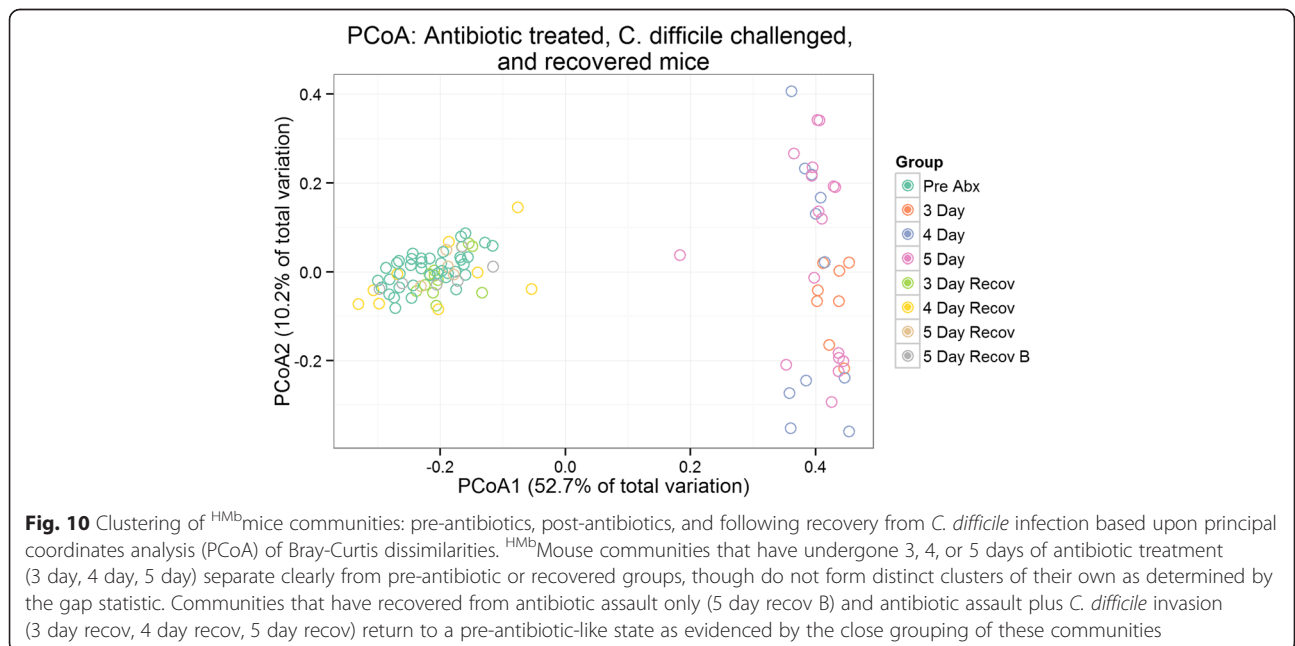 PCoA: Antibiotic treated, C. difficile challenged,
and recovered mice
PCoA2 (10.2% of total variation)
0.4
0.2
0.0
-0.2
-0.2
0.0
0.2
0.4
PCoA1 (52.7% of total variation)
Group
Pre Abx
3 Day
4 Day
5 Day
3 Day Recov
4 Day Recov
5 Day Recov
5 Day Recov B
Fig. 10 Clustering of HMbmice communities: pre-antibiotics, post-antibiotics, and following recovery from C. difficile infection based upon principal
coordinates analysis (PCoA) of Bray-Curtis dissimilarities. HMbMouse communities that have undergone 3, 4, or 5 days of antibiotic treatment
(3 day, 4 day, 5 day) separate clearly from pre-antibiotic or recovered groups, though do not form distinct clusters of their own as determined by
the gap statistic. Communities that have recovered from antibiotic assault only (5 day recov B) and antibiotic assault plus C. difficile invasion
(3 day recov, 4 day recov, 5 day recov) return to a pre-antibiotic-like state as evidenced by the close grouping of these communities